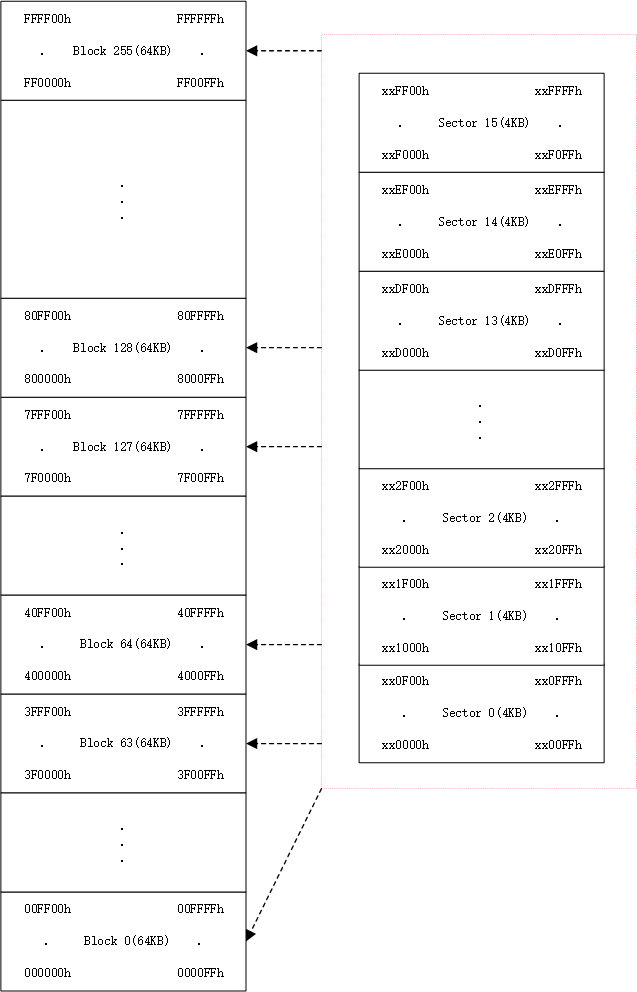 FFFF00h FFFFFFh
. Block 255(64KB) .
FF0000h FF00FFh
.
.
.
80FF00h 80FFFFh
. Block 128(64KB) .
800000h 8000FFh
7FFF00h 7FFFFFh
. Block 127(64KB) .
7F0000h 7F00FFh
.
.
.
40FF00h 40FFFFh
. Block 64(64KB) .
400000h 4000FFh
3FFF00h 3FFFFFh
. Block 63(64KB) .
3F0000h 3F00FFh
.
.
.
00FF00h 00FFFFh
. Block 0(64KB) .
000000h 0000FFh
xxFF00h xxFFFFh
. Sector 15(4KB) .
xxF000h xxF0FFh
xxEF00h xxEFFFh
. Sector 14(4KB) .
xxE000h xxE0FFh
xxDF00h xxDFFFh
. Sector 13(4KB) .
xxD000h xxD0FFh
.
.
.
xx2F00h xx2FFFh
. Sector 2(4KB) .
xx2000h xx20FFh
xx1F00h xx1FFFh
. Sector 1(4KB) .
xx1000h xx10FFh
xx0F00h xx0FFFh
. Sector 0(4KB) .
xx0000h xx00FFh